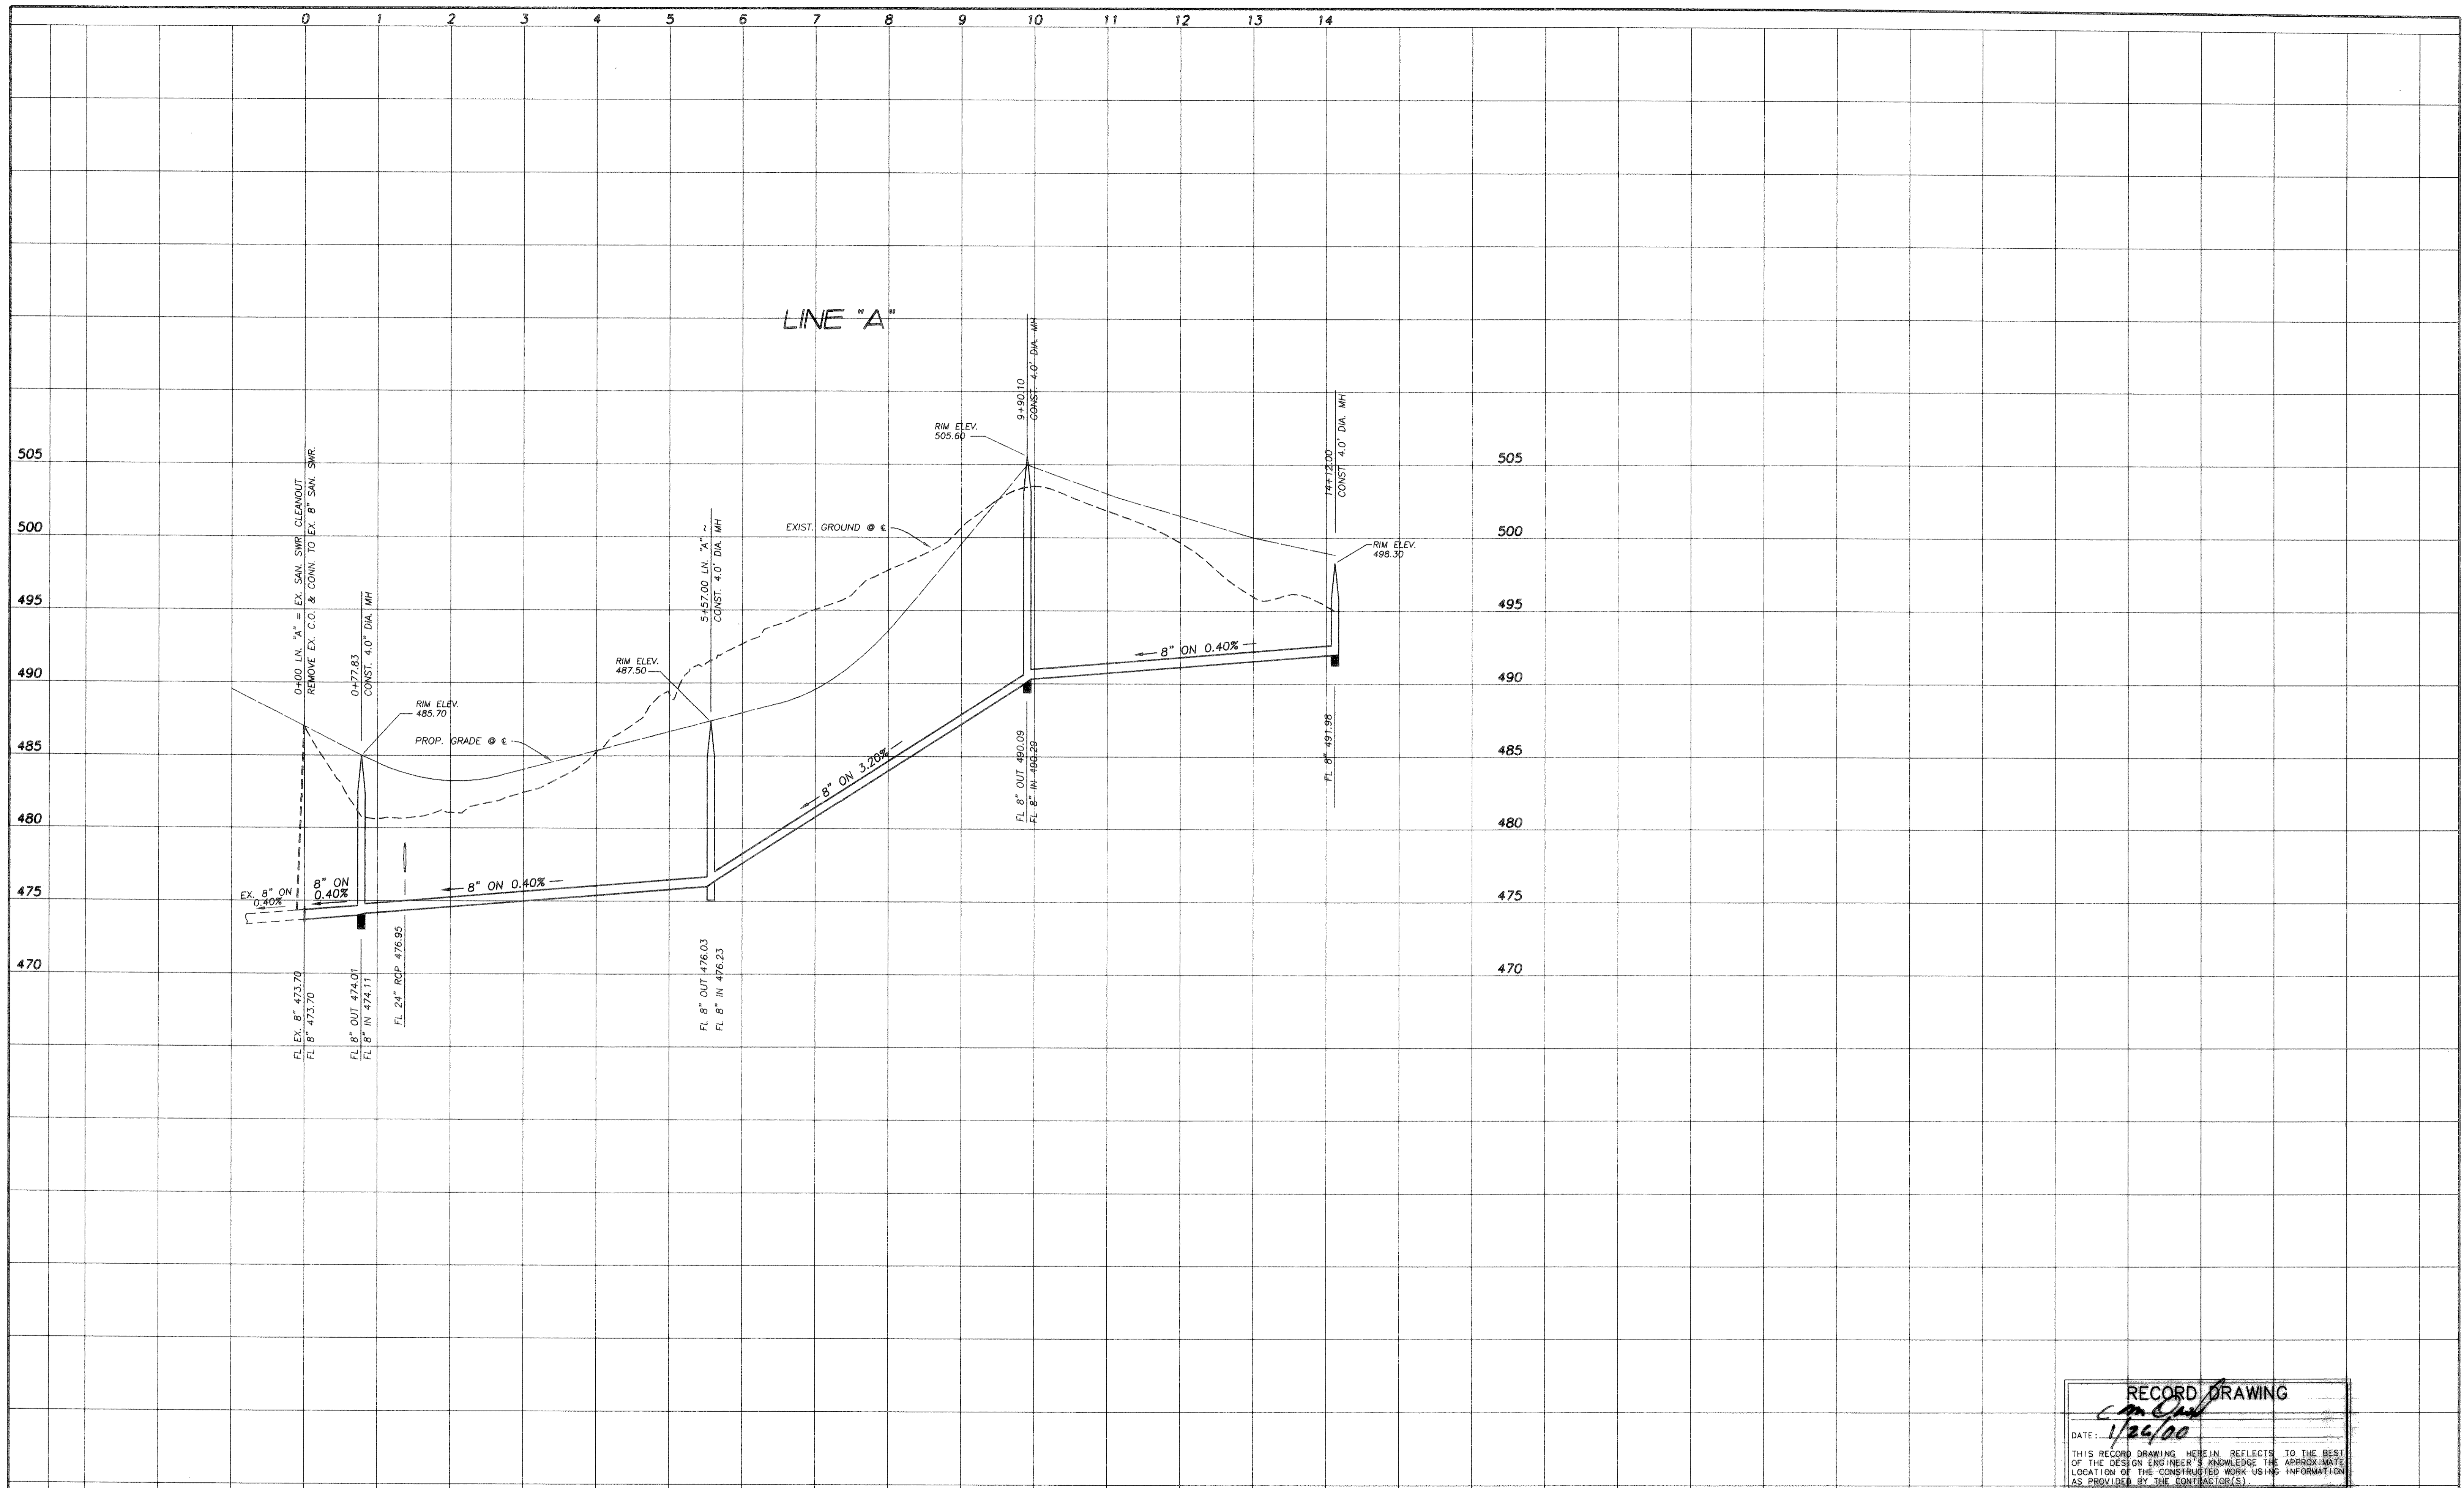 0 1 2 3 4 5 6 7 8 9 10 11 12 13 14
LINE "A"
505
500
495
490
485
480
475
470
505
500
495
490
485
480
475
470
0+00 LN. "A" = EX. SAN. SWR. CLEANOUT
REMOVE EX. C.O. & CONN. TO EX. 8" SAN. SWR.
0+77.83
CONST. 4.0" DIA. MH
RIM ELEV.
485.70
PROP. GRADE @ ℄
5+57.00 LN. "A" ~
CONST. 4.0' DIA. MH
RIM ELEV.
487.50
EXIST. GROUND @ ℄
9+90.10
CONST. 4.0' DIA. MH
RIM ELEV.
505.60
14+12.00
CONST. 4.0' DIA. MH
RIM ELEV.
498.30
EX. 8" ON
0.40%
8" ON
0.40%
8" ON 0.40%
8" ON 3.20%
8" ON 0.40%
FL EX. 8" 473.70
FL 8" 473.70
FL 8" OUT 474.01
FL 8" IN 474.11
FL 24" RCP 476.95
FL 8" OUT 476.03
FL 8" IN 476.23
FL 8" OUT 490.09
FL 8" IN 490.29
FL 8" 491.98
RECORD DRAWING
DATE: 1/26/00
THIS RECORD DRAWING HEREIN REFLECTS TO THE BEST
OF THE DESIGN ENGINEER'S KNOWLEDGE THE APPROXIMATE
LOCATION OF THE CONSTRUCTED WORK USING INFORMATION
AS PROVIDED BY THE CONTRACTOR(S).